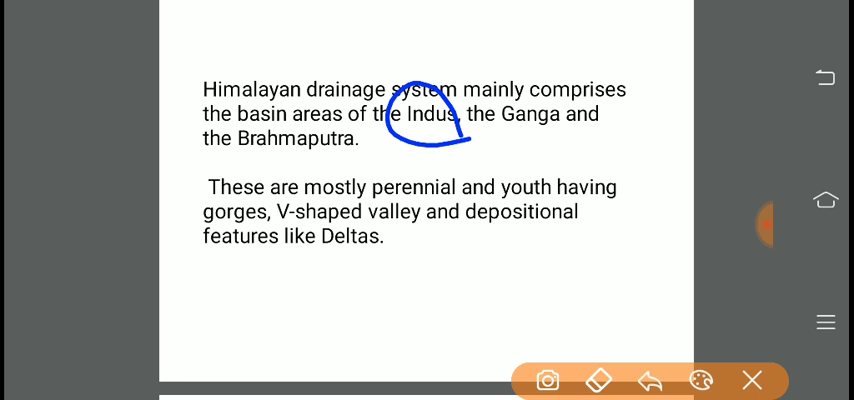 Himalayan drainage system mainly comprises
the basin areas of the Indus, the Ganga and
the Brahmaputra.
These are mostly perennial and youth having
gorges, V-shaped valley and depositional
features like Deltas.